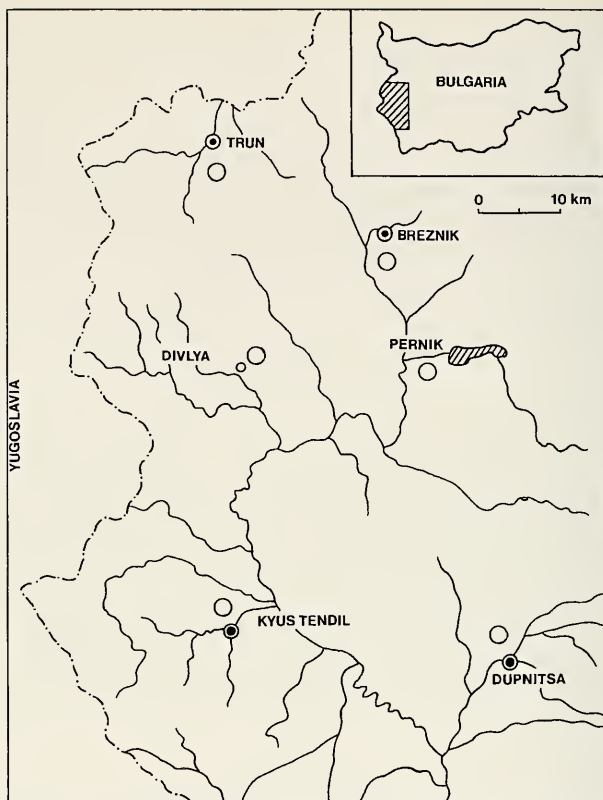 BULGARIA
TRUN
0 10 km
BREZNIK
PERNIK
DIVLYA
YUGOSLAVIA
KYUS TENDIL
DUPNITSA